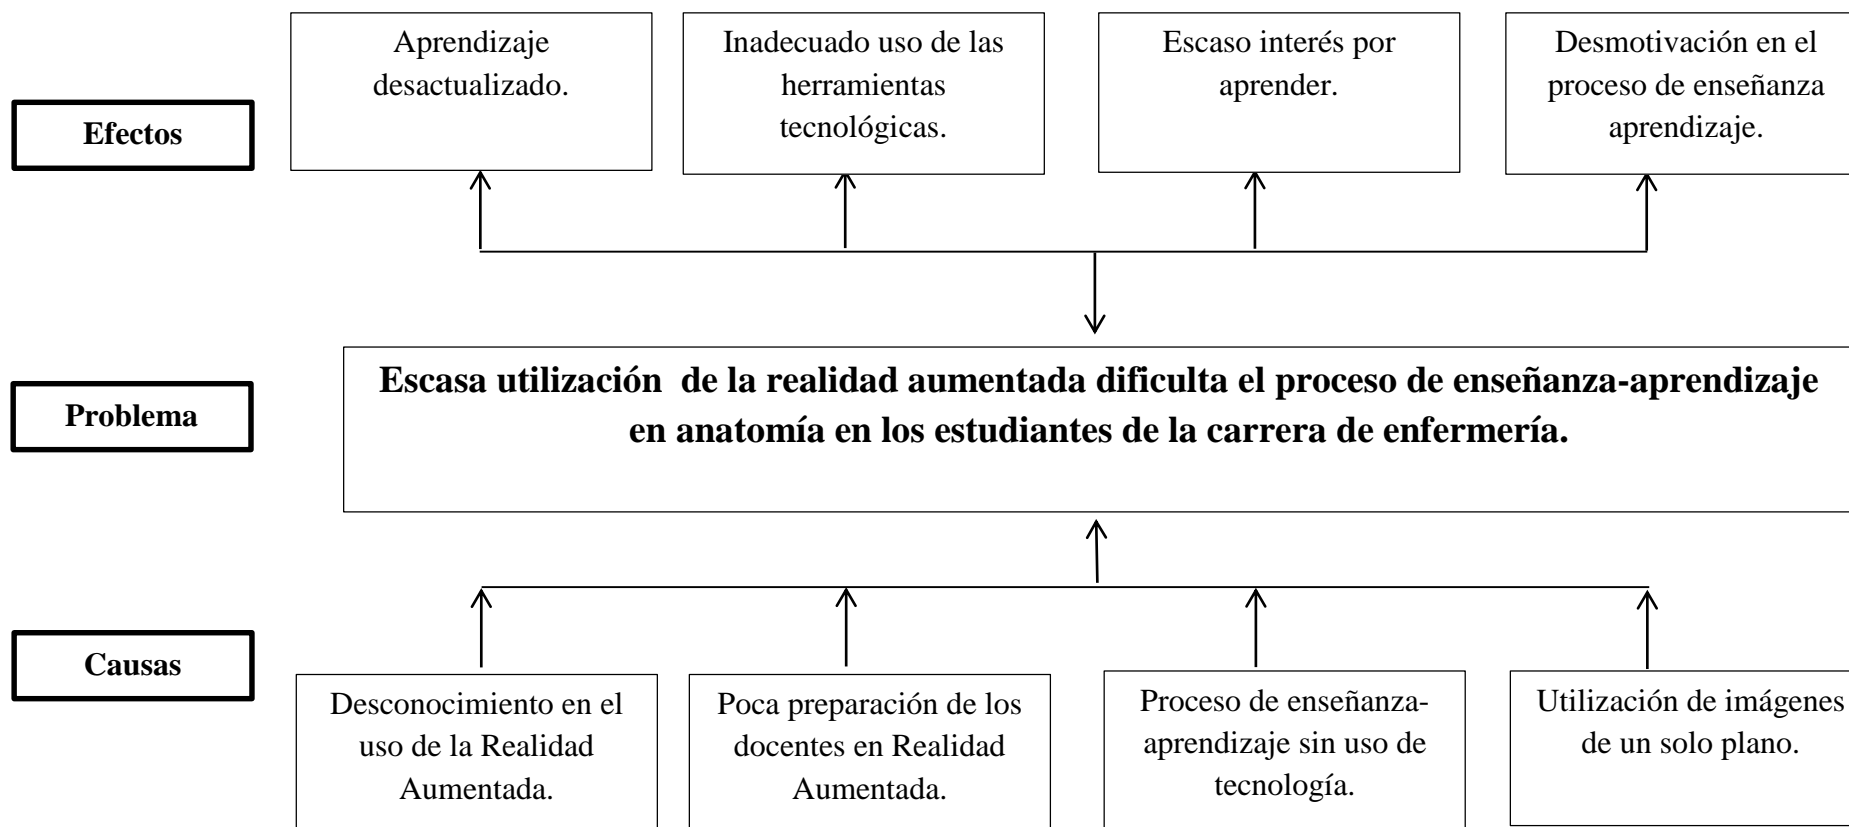 Aprendizaje
desactualizado.
Inadecuado uso de las
herramientas
tecnológicas.
Escaso interés por
aprender.
Desmotivación en el
proceso de enseñanza
aprendizaje.
Efectos
Problema
Escasa utilización  de la realidad aumentada dificulta el proceso de enseñanza-aprendizaje
en anatomía en los estudiantes de la carrera de enfermería.
Causas
Desconocimiento en el
uso de la Realidad
Aumentada.
Poca preparación de los
docentes en Realidad
Aumentada.
Proceso de enseñanza-
aprendizaje sin uso de
tecnología.
Utilización de imágenes
de un solo plano.